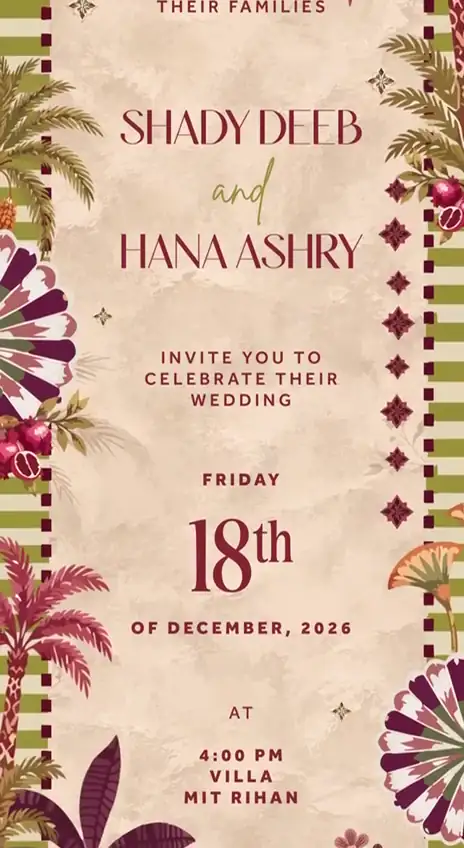 THEIR FAMILIES
SHADY DEEB
and
HANA ASHRY
INVITE YOU TO
CELEBRATE THEIR
WEDDING
FRIDAY
18th
OF DECEMBER, 2026
AT
4:00 PM
VILLA
MIT RIHAN